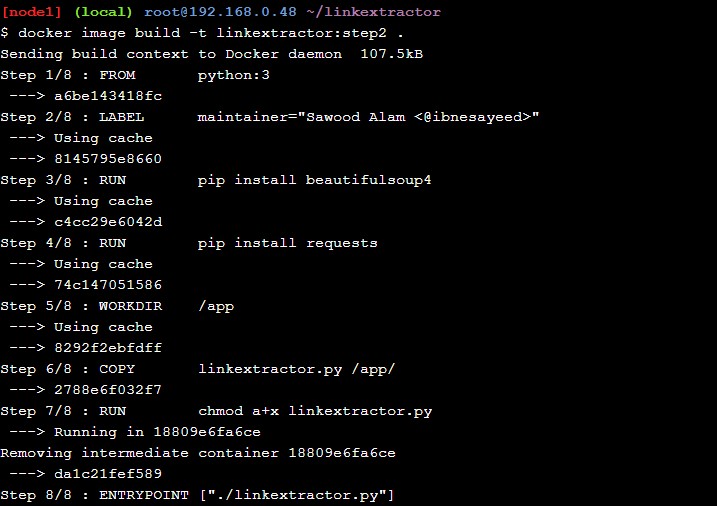 [node1] (local) root@192.168.0.48 ~/linkextractor
$ docker image build -t linkextractor:step2 .
Sending build context to Docker daemon  107.5kB
Step 1/8 : FROM       python:3
 ---> a6be143418fc
Step 2/8 : LABEL      maintainer="Sawood Alam <@ibnesayeed>"
 ---> Using cache
 ---> 8145795e8660
Step 3/8 : RUN        pip install beautifulsoup4
 ---> Using cache
 ---> c4cc29e6042d
Step 4/8 : RUN        pip install requests
 ---> Using cache
 ---> 74c147051586
Step 5/8 : WORKDIR    /app
 ---> Using cache
 ---> 8292f2ebfdff
Step 6/8 : COPY       linkextractor.py /app/
 ---> 2788e6f032f7
Step 7/8 : RUN        chmod a+x linkextractor.py
 ---> Running in 18809e6fa6ce
Removing intermediate container 18809e6fa6ce
 ---> da1c21fef589
Step 8/8 : ENTRYPOINT ["./linkextractor.py"]